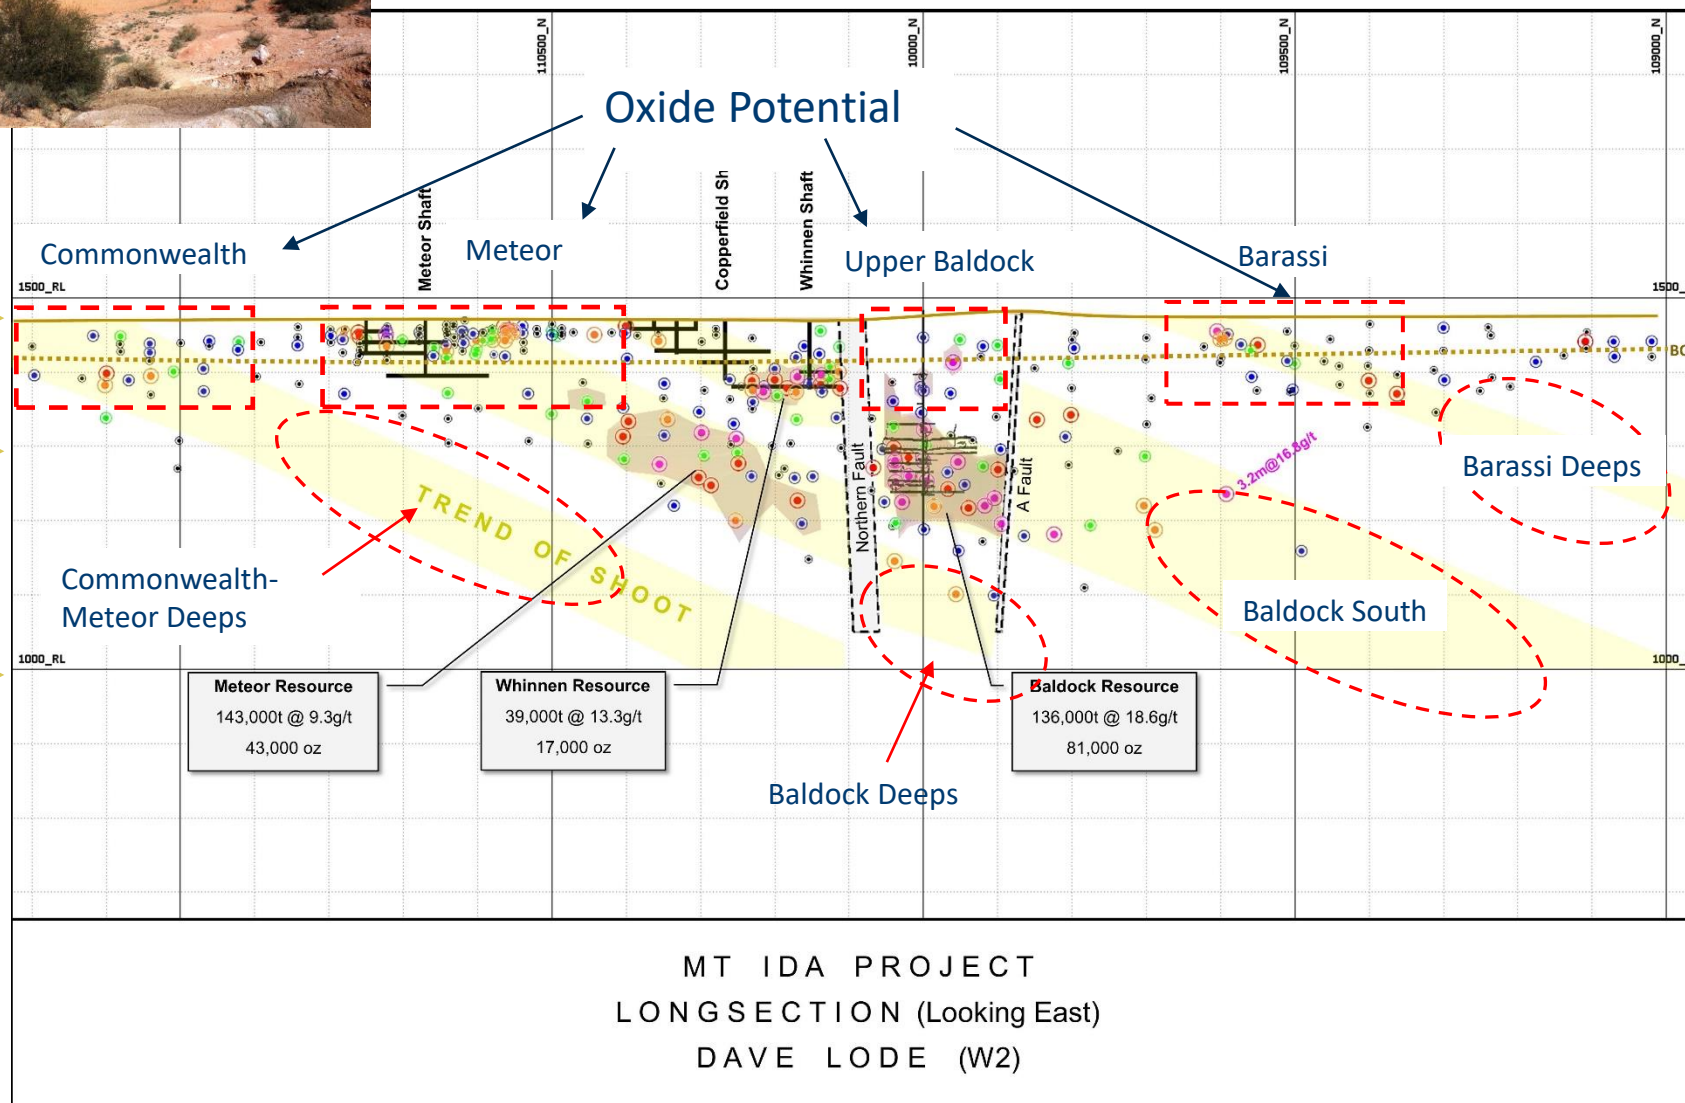 110500_N
10000_N
109500_N
109000_N
Oxide Potential
Meteor Shaft
Copperfield Sh
Whinnen Shaft
Commonwealth
Meteor
Upper Baldock
Barassi
1500_RL
1500_
BO
Northern Fault
A Fault
3.2m@16.8g/t
Barassi Deeps
TREND OF SHOOT
Commonwealth-
Meteor Deeps
Baldock South
1000_RL
1000_
Meteor Resource
143,000t @ 9.3g/t
43,000 oz
Whinnen Resource
39,000t @ 13.3g/t
17,000 oz
Baldock Resource
136,000t @ 18.6g/t
81,000 oz
Baldock Deeps
MT IDA PROJECT
LONGSECTION (Looking East)
DAVE LODE (W2)